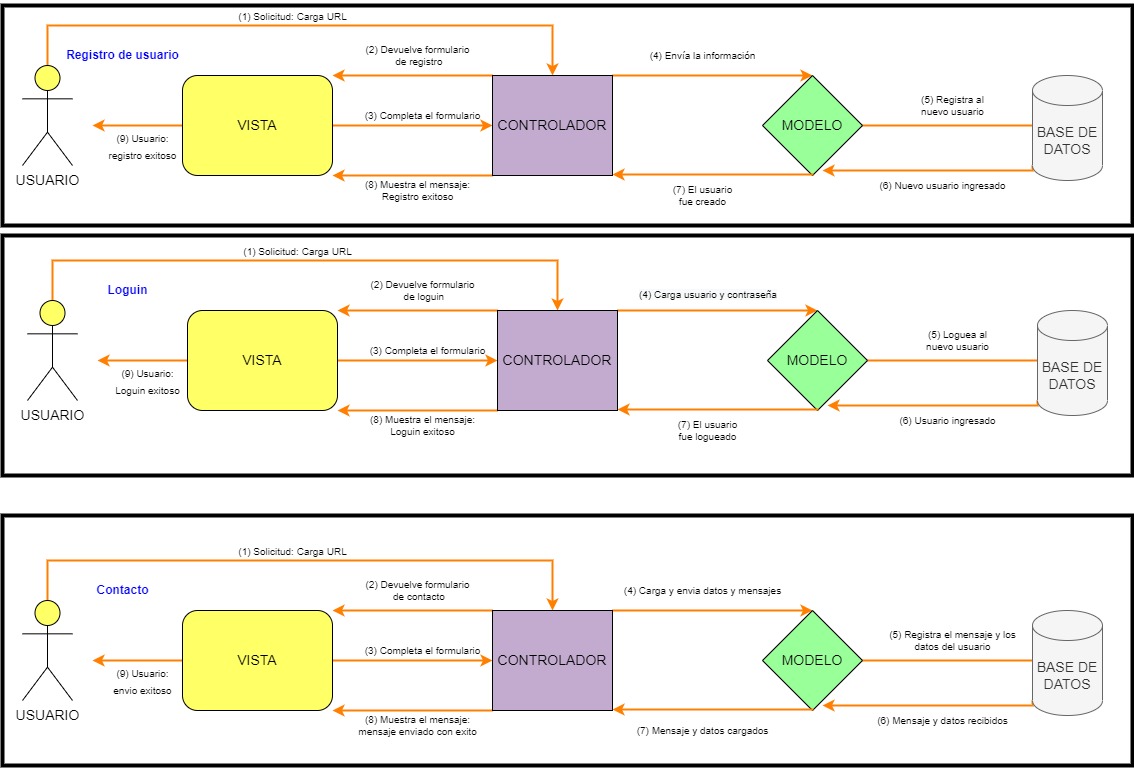 (1) Solicitud: Carga URL
Registro de usuario
(2) Devuelve formulario
de registro
(4) Envía la información
(3) Completa el formulario
(5) Registra al
nuevo usuario
VISTA
CONTROLADOR
MODELO
BASE DE
DATOS
(9) Usuario:
registro exitoso
USUARIO
(8) Muestra el mensaje:
Registro exitoso
(7) El usuario
fue creado
(6) Nuevo usuario ingresado
(1) Solicitud: Carga URL
Loguin
(2) Devuelve formulario
de loguin
(4) Carga usuario y contraseña
(3) Completa el formulario
(5) Loguea al
nuevo usuario
VISTA
CONTROLADOR
MODELO
BASE DE
DATOS
(9) Usuario:
Loguin exitoso
USUARIO
(8) Muestra el mensaje:
Loguin exitoso
(7) El usuario
fue logueado
(6) Usuario ingresado
(1) Solicitud: Carga URL
Contacto
(2) Devuelve formulario
de contacto
(4) Carga y envia datos y mensajes
(3) Completa el formulario
(5) Registra el mensaje y los
datos del usuario
VISTA
CONTROLADOR
MODELO
BASE DE
DATOS
(9) Usuario:
envio exitoso
USUARIO
(8) Muestra el mensaje:
mensaje enviado con exito
(7) Mensaje y datos cargados
(6) Mensaje y datos recibidos